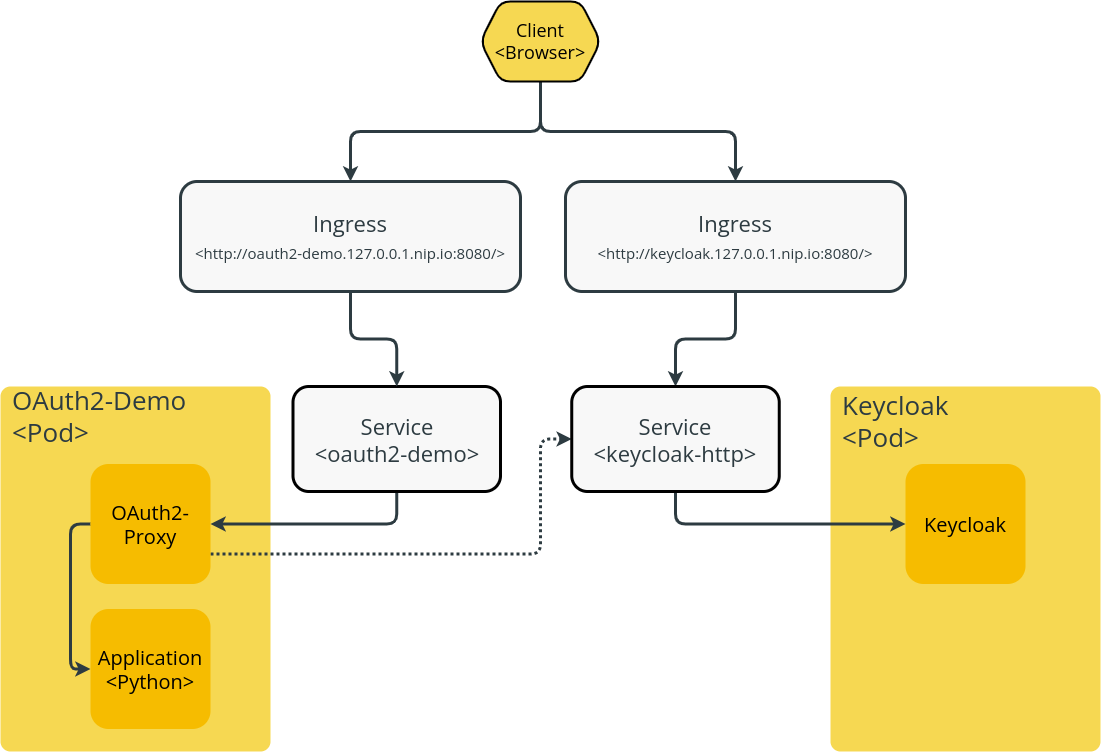 Client
<Browser>
Ingress
<http://oauth2-demo.127.0.0.1.nip.io:8080/>
Ingress
<http://keycloak.127.0.0.1.nip.io:8080/>
OAuth2-Demo
<Pod>
Service
<oauth2-demo>
Service
<keycloak-http>
Keycloak
<Pod>
OAuth2-
Proxy
Keycloak
Application
<Python>